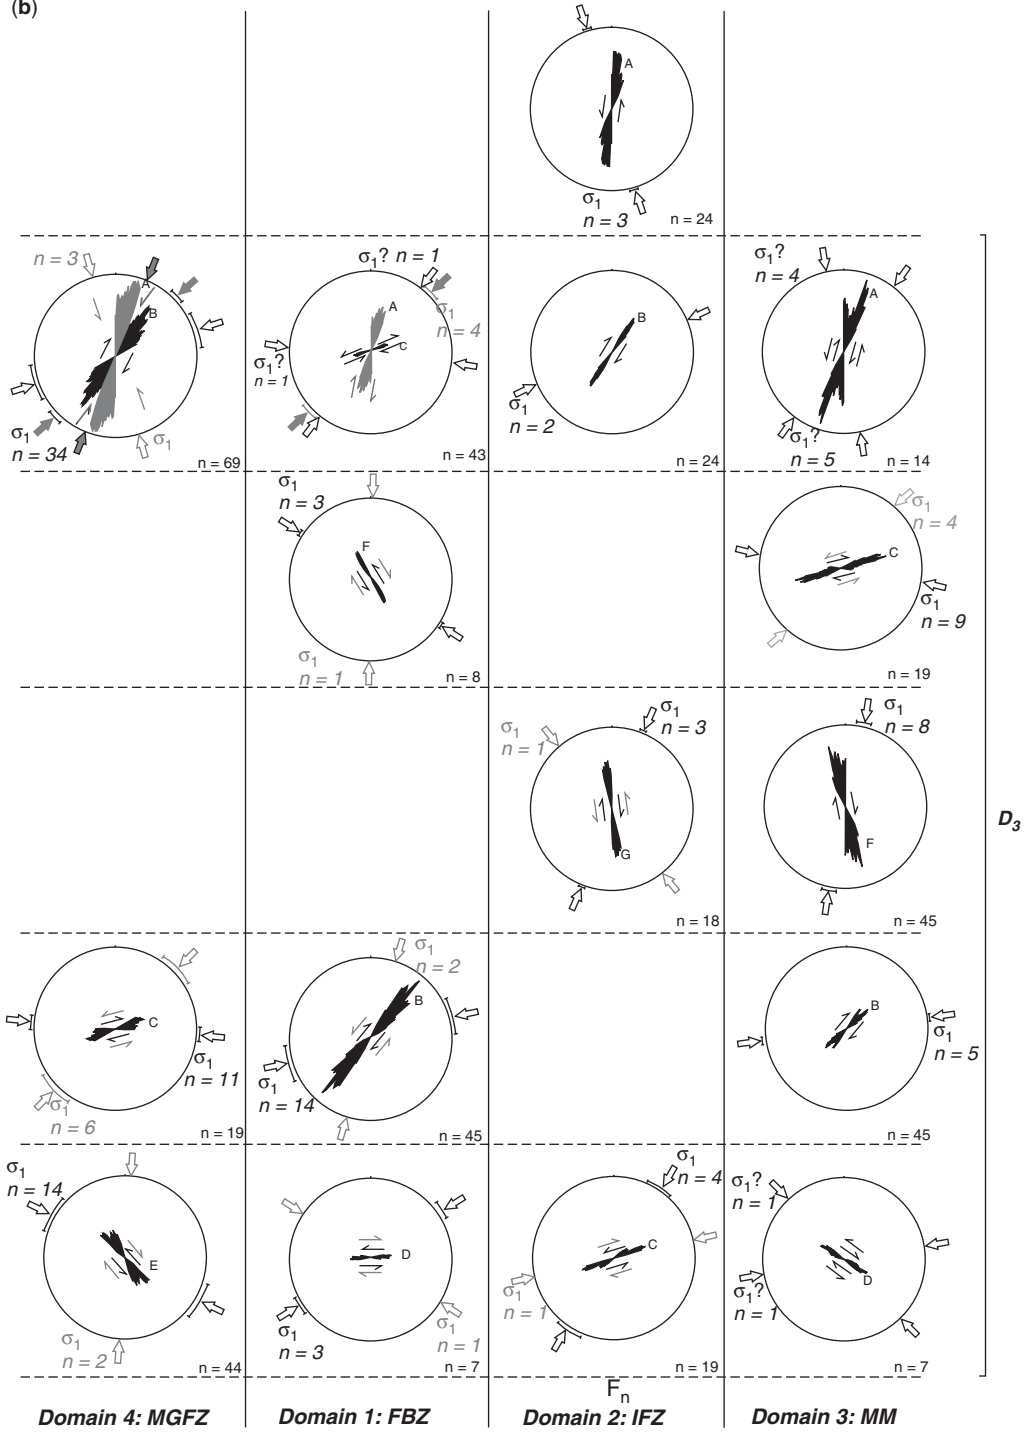 (b)
A
σ1
n = 3
n = 24
n = 3
A
B
σ1
n = 34
σ1
n = 69
σ1? n = 1
A
σ1
n = 4
C
σ1?
n = 1
n = 43
B
σ1
n = 2
n = 24
σ1?
n = 4
A
σ1?
n = 5
n = 14
σ1
n = 3
F
σ1
n = 1
n = 8
σ1
n = 4
C
σ1
n = 9
n = 19
σ1
n = 1
σ1
n = 3
G
n = 18
σ1
n = 8
F
n = 45
D3
C
σ1
n = 11
σ1
n = 6
n = 19
σ1
n = 2
B
σ1
n = 14
n = 45
B
σ1
n = 5
n = 45
σ1
n = 14
E
σ1
n = 2
n = 44
D
σ1
n = 3
σ1
n = 1
n = 7
σ1
n = 4
C
σ1
n = 1
n = 19
σ1?
n = 1
D
σ1?
n = 1
n = 7
Fn
Domain 4: MGFZ
Domain 1: FBZ
Domain 2: IFZ
Domain 3: MM